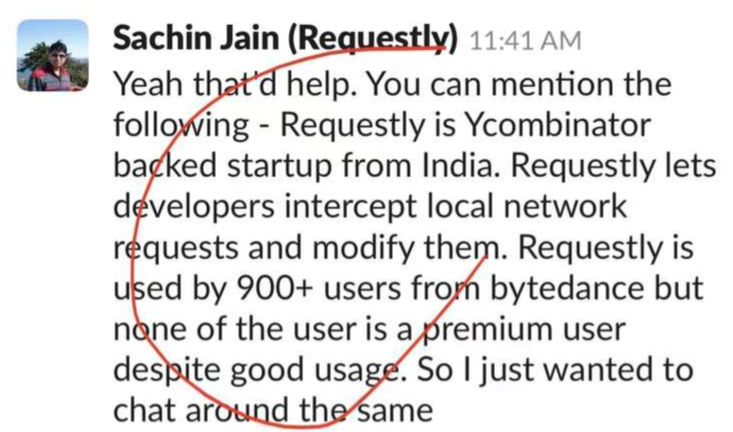 Sachin Jain (Requestly) 11:41 AM
Yeah that'd help. You can mention the
following - Requestly is Ycombinator
backed startup from India. Requestly lets
developers intercept local network
requests and modify them. Requestly is
used by 900+ users from bytedance but
none of the user is a premium user
despite good usage. So I just wanted to
chat around the same